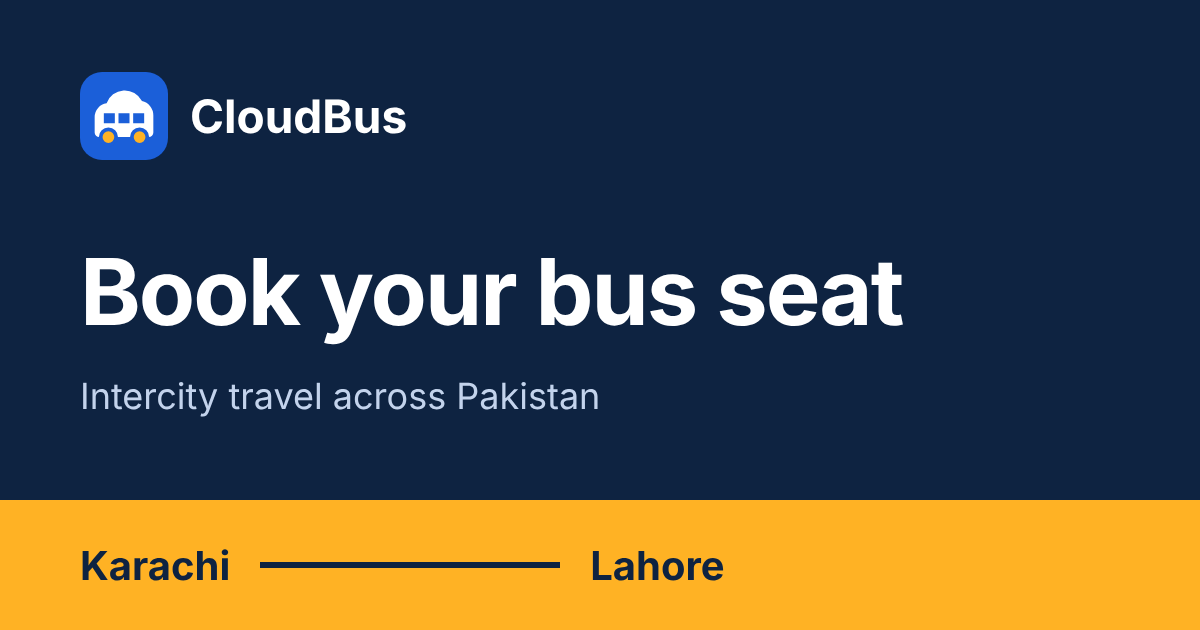 CloudBus
Book your bus seat
Intercity travel across Pakistan
Karachi Lahore